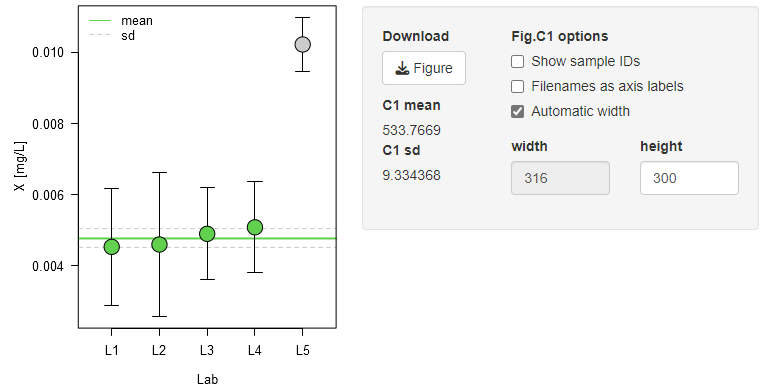 mean
sd
0.010
0.008
0.006
0.004
X [mg/L]
L1 L2 L3 L4 L5
Lab
Download
Figure
C1 mean
533.7669
C1 sd
9.334368
Fig.C1 options
Show sample IDs
Filenames as axis labels
Automatic width
width height
316 300